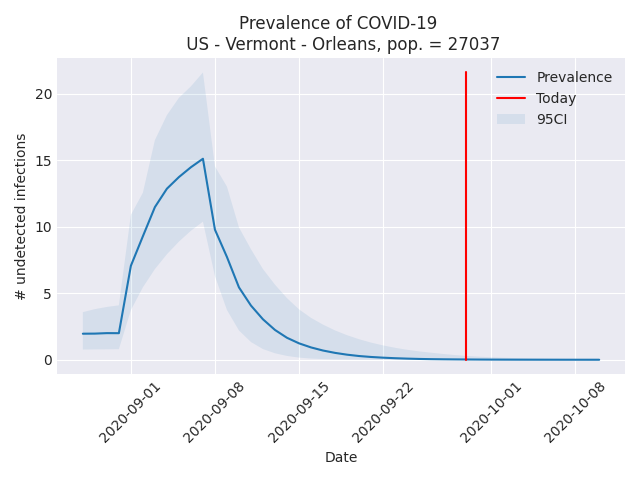 Prevalence of COVID-19
US - Vermont - Orleans, pop. = 27037
Prevalence
Today
95CI
20
15
10
5
0
# undetected infections
2020-09-01
2020-09-08
2020-09-15
2020-09-22
2020-10-01
2020-10-08
Date